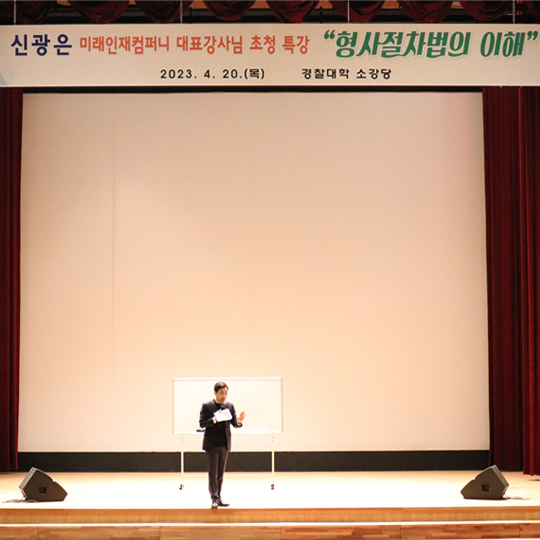 신광은 미래인재컴퍼니 대표강사님 초청 특강 “형사절차법의 이해”
2023. 4. 20.(목) 경찰대학 소강당